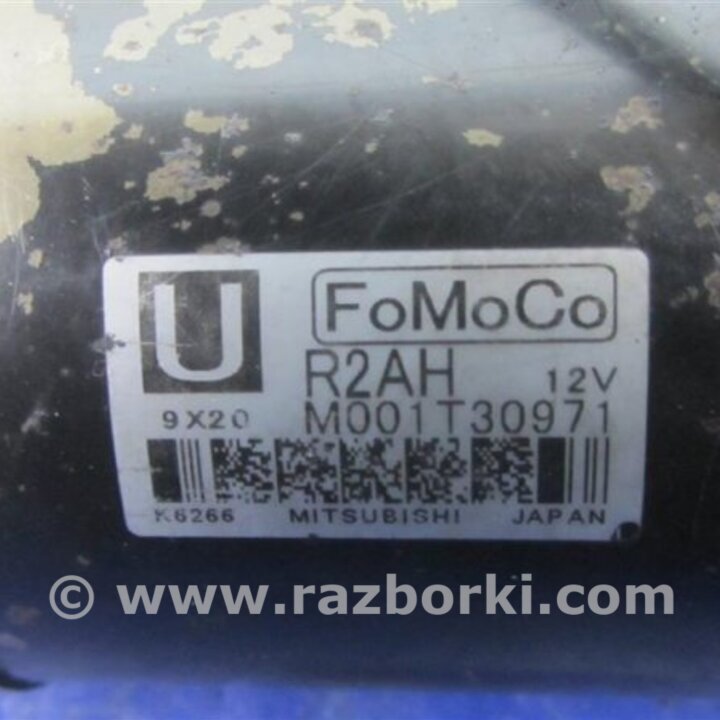 U FoMoCo
R2AH 12V
9X20 M001T30971
K6266 MITSUBISHI JAPAN
© www.razborki.com